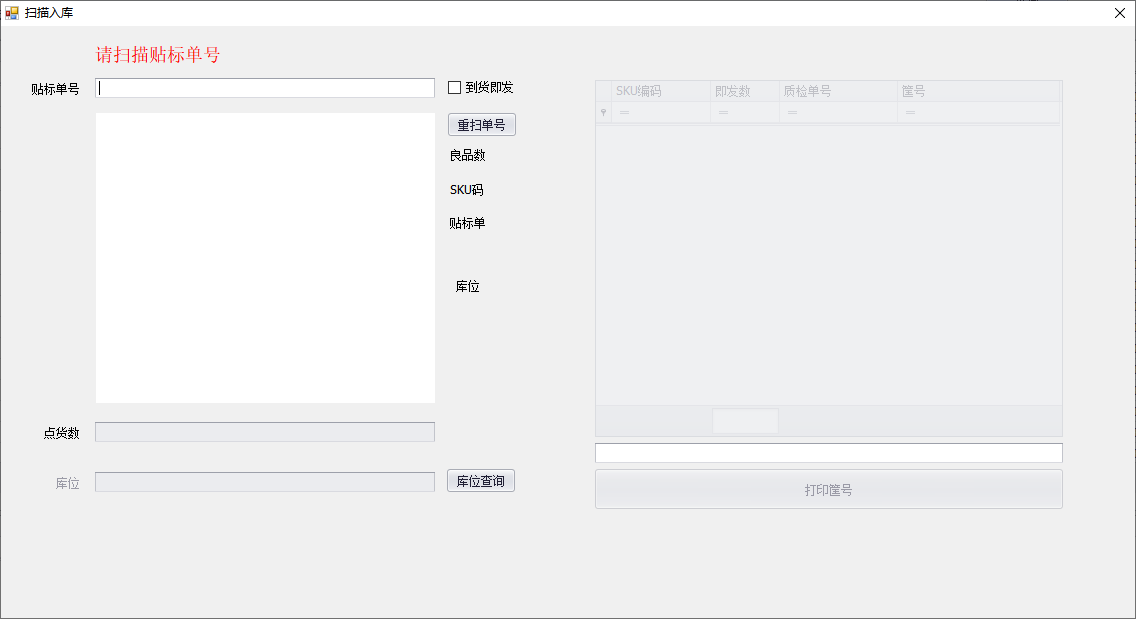 扫描入库
请扫描贴标单号
贴标单号
到货即发
重扫单号
良品数
SKU码
贴标单
库位
点货数
库位
库位查询
SKU编码 即发数 质检单号 筐号
= = = =
打印筐号